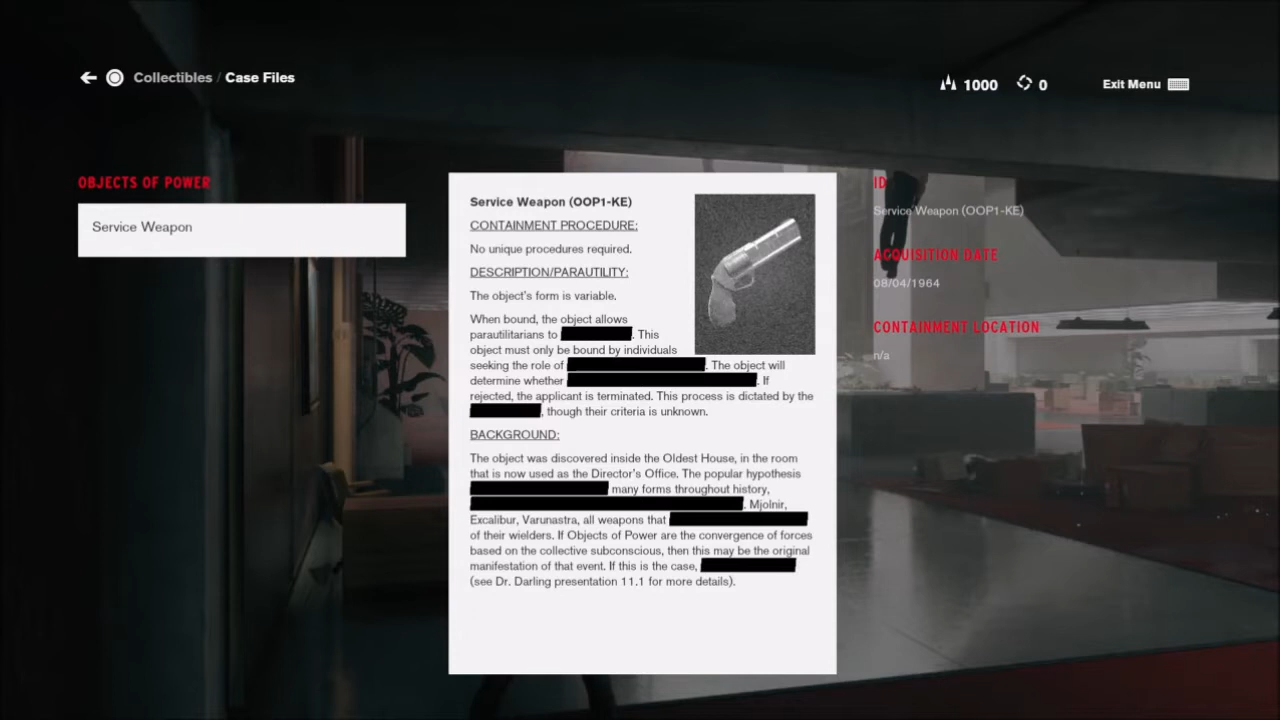 Collectibles / Case Files
1000
0
Exit Menu
OBJECTS OF POWER
Service Weapon
Service Weapon (OOP1-KE)
CONTAINMENT PROCEDURE:
No unique procedures required.
DESCRIPTION/PARAUTILITY:
The object's form is variable.
When bound, the object allows
parautilitarians to . This
object must only be bound by individuals
seeking the role of . The object will
determine whether . If
rejected, the applicant is terminated. This process is dictated by the
, though their criteria is unknown.
BACKGROUND:
The object was discovered inside the Oldest House, in the room
that is now used as the Director's Office. The popular hypothesis
many forms throughout history,
. Mjolnir,
Excalibur, Varunastra, all weapons that
of their wielders. If Objects of Power are the convergence of forces
based on the collective subconscious, then this may be the original
manifestation of that event. If this is the case,
(see Dr. Darling presentation 11.1 for more details).
ID
Service Weapon (OOP1-KE)
ACQUISITION DATE
08/04/1964
CONTAINMENT LOCATION
n/a